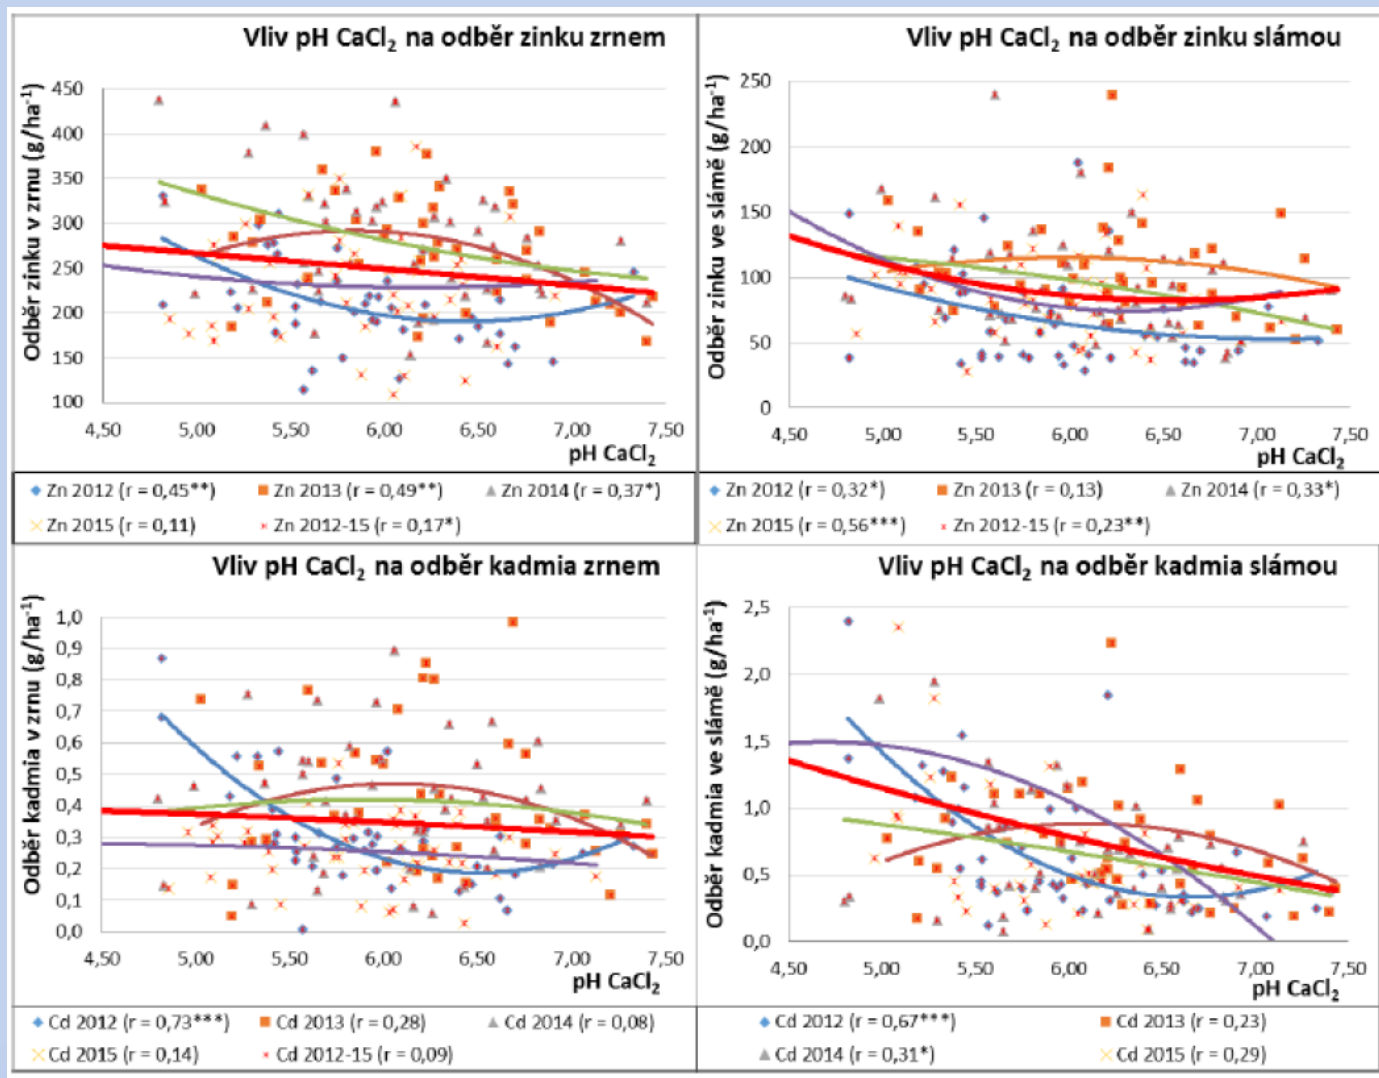 Vliv pH CaCl₂ na odběr zinku zrnem
Odběr zinku v zrnu (g/ha⁻¹)
450
400
350
300
250
200
150
100
4,50 5,00 5,50 6,00 6,50 7,00 7,50
pH CaCl₂
Zn 2012 (r = 0,45**) Zn 2013 (r = 0,49**) Zn 2014 (r = 0,37*)
Zn 2015 (r = 0,11) Zn 2012-15 (r = 0,17*)
Vliv pH CaCl₂ na odběr zinku slámou
Odběr zinku ve slámě (g/ha⁻¹)
250
200
150
100
50
0
4,50 5,00 5,50 6,00 6,50 7,00 7,50
pH CaCl₂
Zn 2012 (r = 0,32*) Zn 2013 (r = 0,13) Zn 2014 (r = 0,33*)
Zn 2015 (r = 0,56***) Zn 2012-15 (r = 0,23**)
Vliv pH CaCl₂ na odběr kadmia zrnem
Odběr kadmia v zrnu (g/ha⁻¹)
1,0
0,9
0,8
0,7
0,6
0,5
0,4
0,3
0,2
0,1
0,0
4,50 5,00 5,50 6,00 6,50 7,00 7,50
pH CaCl₂
Cd 2012 (r = 0,73***) Cd 2013 (r = 0,28) Cd 2014 (r = 0,08)
Cd 2015 (r = 0,14) Cd 2012-15 (r = 0,09)
Vliv pH CaCl₂ na odběr kadmia slámou
Odběr kadmia ve slámě (g/ha⁻¹)
2,5
2,0
1,5
1,0
0,5
0,0
4,50 5,00 5,50 6,00 6,50 7,00 7,50
pH CaCl₂
Cd 2012 (r = 0,67***) Cd 2013 (r = 0,23)
Cd 2014 (r = 0,31*) Cd 2015 (r = 0,29)